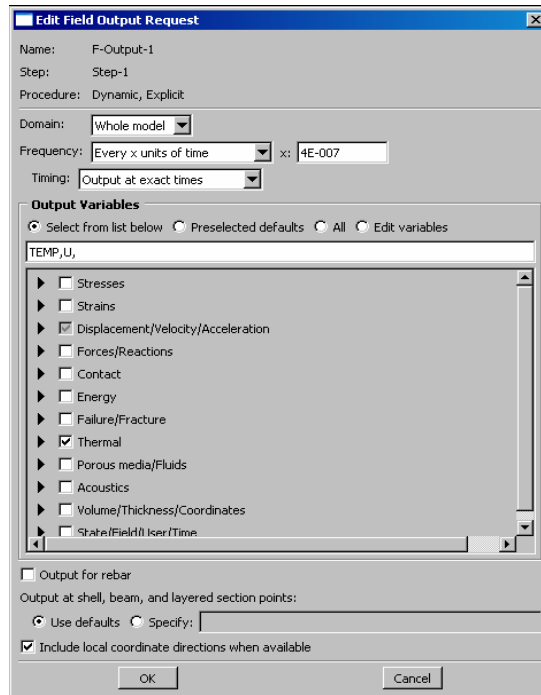 Edit Field Output Request
Name: F-Output-1
Step: Step-1
Procedure: Dynamic, Explicit
Domain: Whole model
Frequency: Every x units of time x: 4E-007
Timing: Output at exact times
Output Variables
Select from list below Preselected defaults All Edit variables
TEMP,U,
Stresses
Strains
Displacement/Velocity/Acceleration
Forces/Reactions
Contact
Energy
Failure/Fracture
Thermal
Porous media/Fluids
Acoustics
Volume/Thickness/Coordinates
State/Field/User/Time
Output for rebar
Output at shell, beam, and layered section points:
Use defaults Specify:
Include local coordinate directions when available
OK Cancel